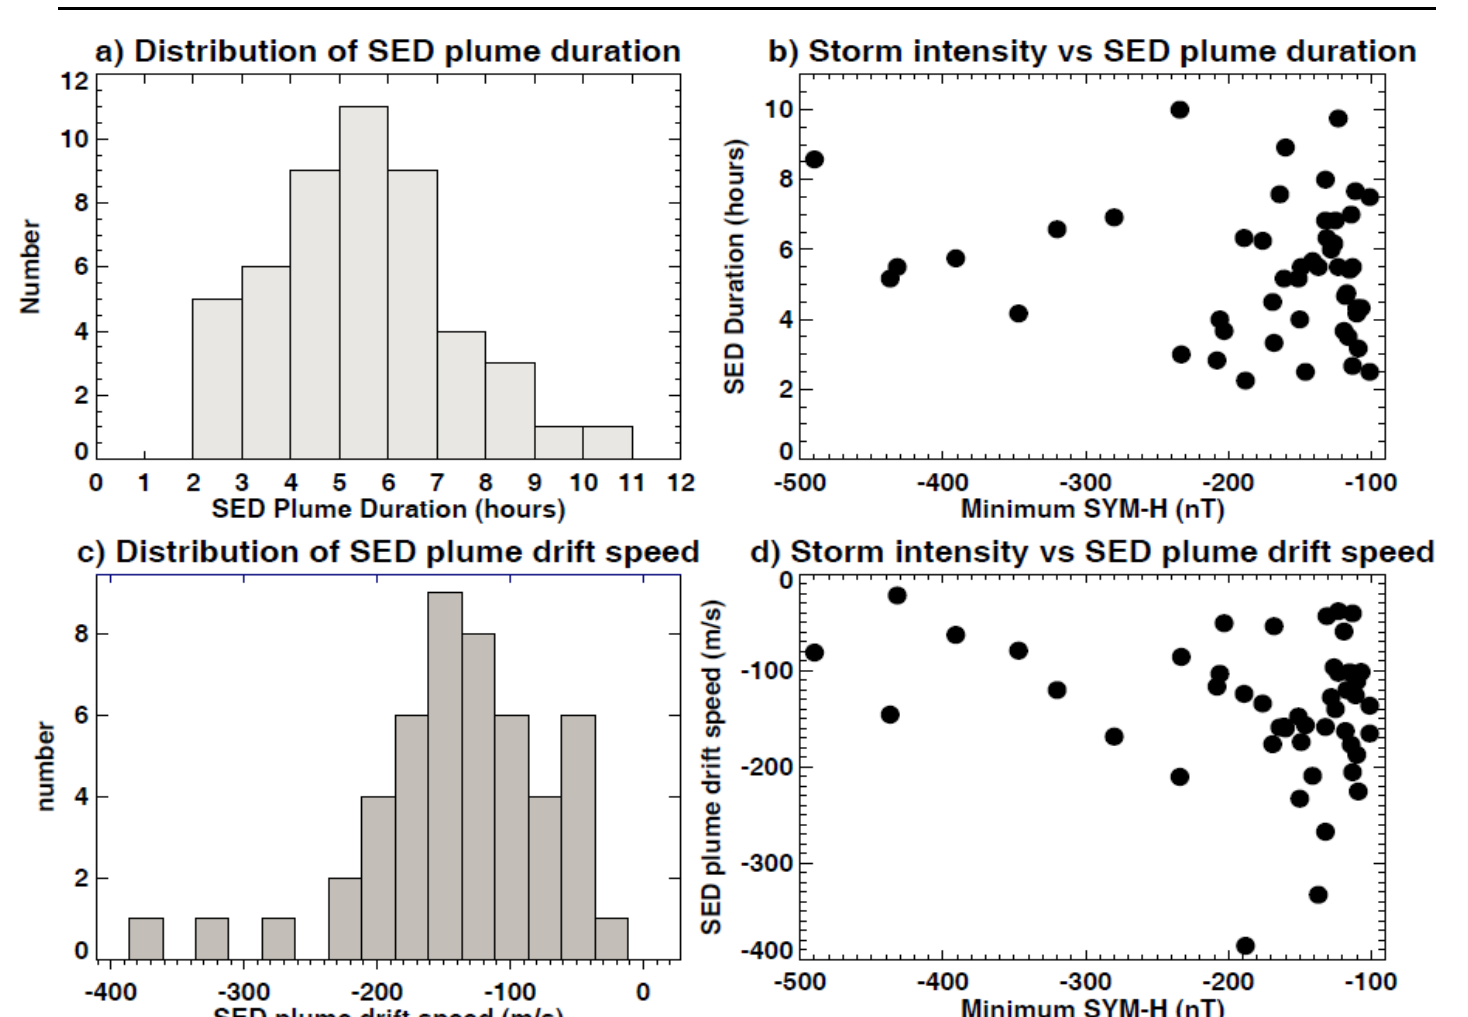 a) Distribution of SED plume duration
12
10
8
6
4
2
0
Number
0 1 2 3 4 5 6 7 8 9 10 11 12
SED Plume Duration (hours)
b) Storm intensity vs SED plume duration
10
8
6
4
2
0
SED Duration (hours)
-500 -400 -300 -200 -100
Minimum SYM-H (nT)
c) Distribution of SED plume drift speed
8
6
4
2
0
number
-400 -300 -200 -100 0
SED plume drift speed (m/s)
d) Storm intensity vs SED plume drift speed
0
-100
-200
-300
-400
SED plume drift speed (m/s)
-500 -400 -300 -200 -100
Minimum SYM-H (nT)